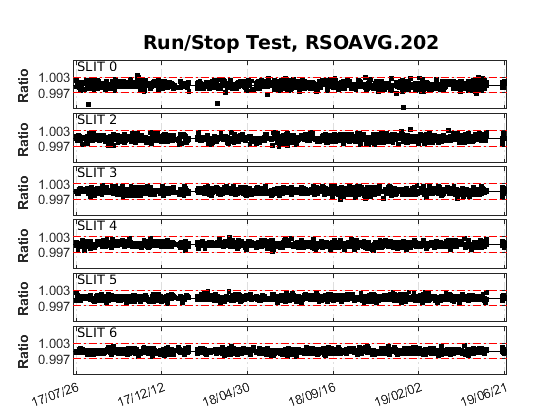 Run/Stop Test, RSOAVG.202
SLIT 0
Ratio
1.003
0.997
SLIT 2
Ratio
1.003
0.997
SLIT 3
Ratio
1.003
0.997
SLIT 4
Ratio
1.003
0.997
SLIT 5
Ratio
1.003
0.997
SLIT 6
Ratio
1.003
0.997
17/07/26 17/12/12 18/04/30 18/09/16 19/02/02 19/06/21